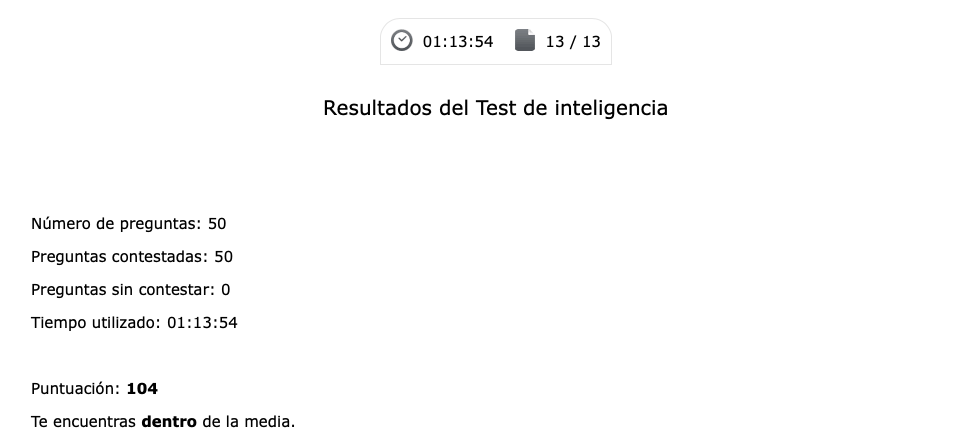 01:13:54 13 / 13
Resultados del Test de inteligencia
Número de preguntas: 50
Preguntas contestadas: 50
Preguntas sin contestar: 0
Tiempo utilizado: 01:13:54
Puntuación: 104
Te encuentras dentro de la media.